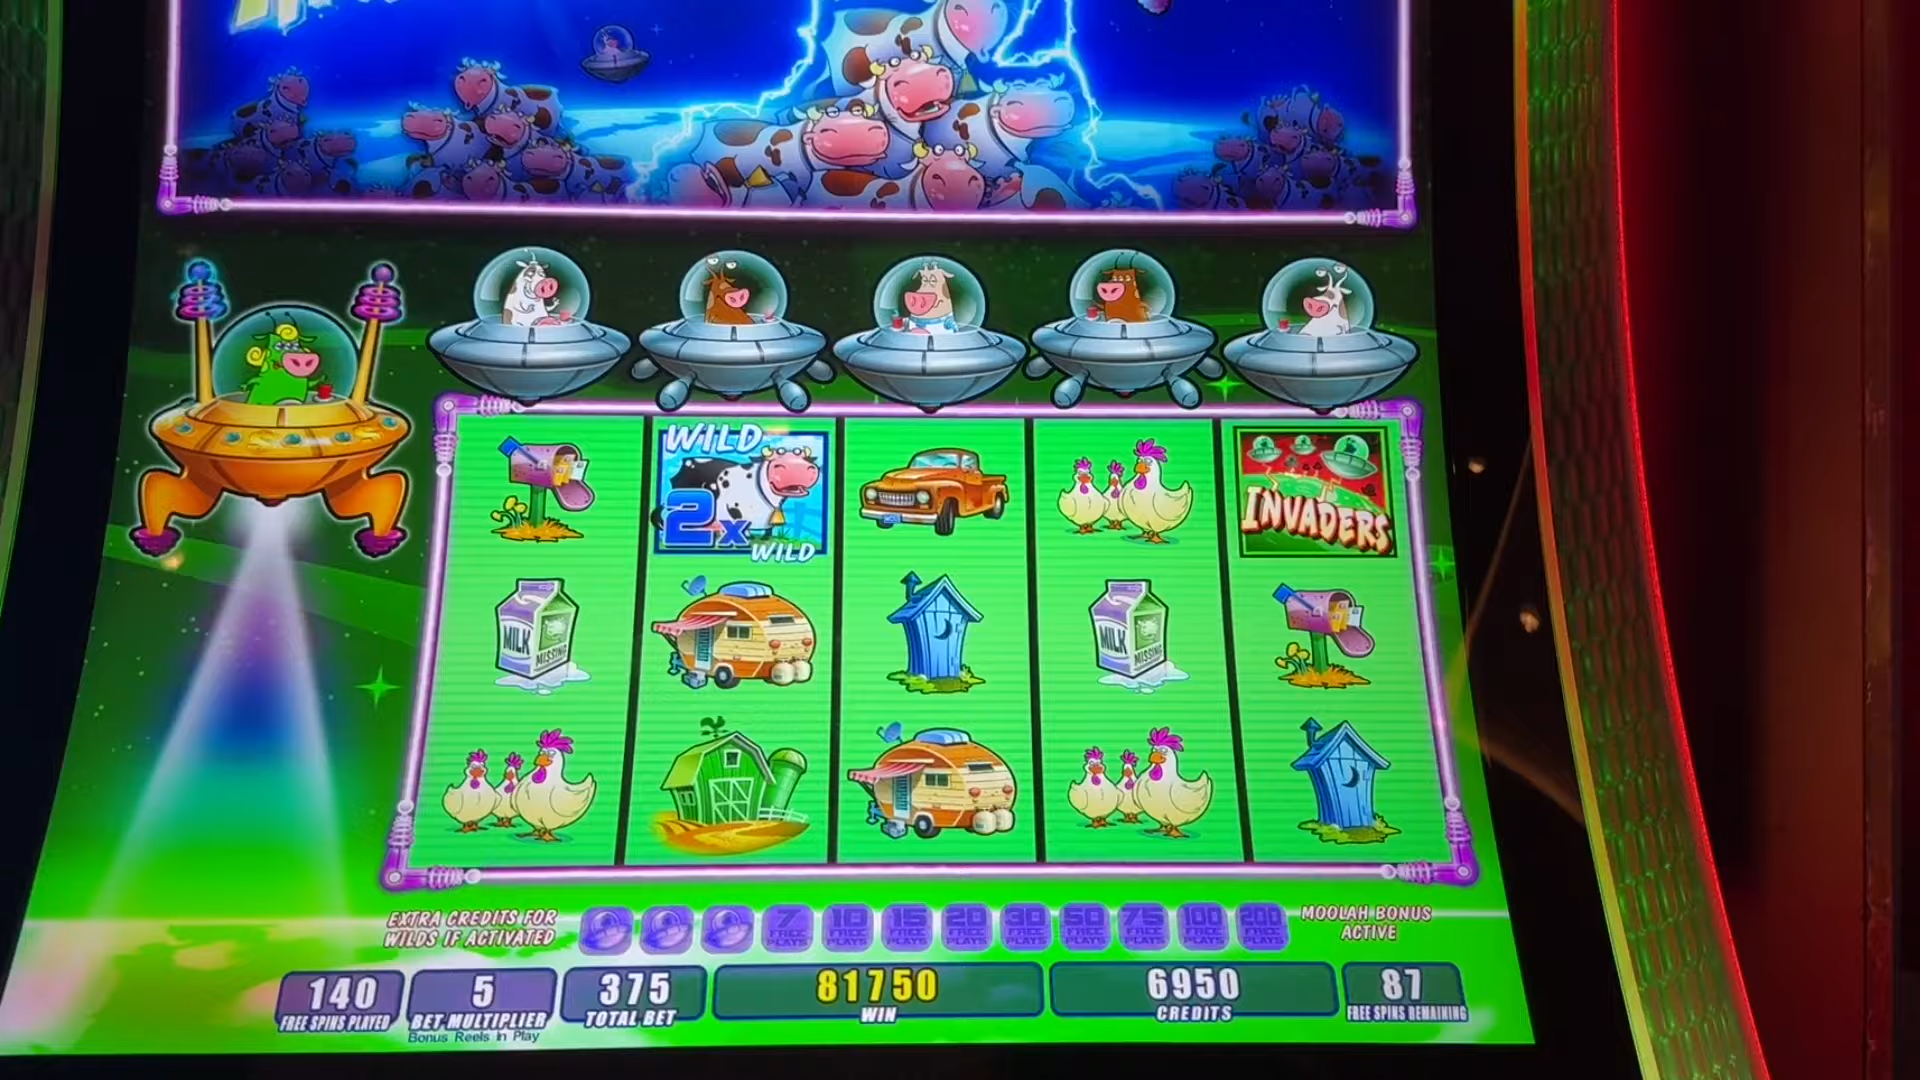 WILD
2x
WILD
INVADERS
MILK
MISSING
MILK
MISSING
EXTRA CREDITS FOR
WILDS IF ACTIVATED
7
FREE
PLAYS
10
FREE
PLAYS
15
FREE
PLAYS
20
FREE
PLAYS
30
FREE
PLAYS
50
FREE
PLAYS
75
FREE
PLAYS
100
FREE
PLAYS
200
FREE
PLAYS
MOOLAH BONUS
ACTIVE
140
FREE SPINS PLAYED
5
BET MULTIPLIER
Bonus Reels In Play
375
TOTAL BET
81750
WIN
6950
CREDITS
87
FREE SPINS REMAINING